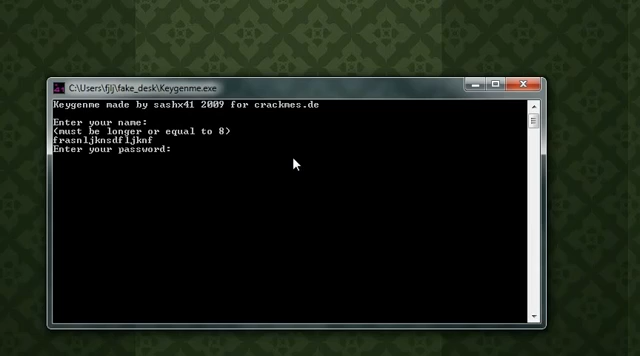 C:\Users\fjlj\fake_desk\Keygenme.exe
Keygenme made by sashx41 2009 for crackmes.de
Enter your name:
(must be longer or equal to 8)
frasnljknsdfljknf
Enter your password: